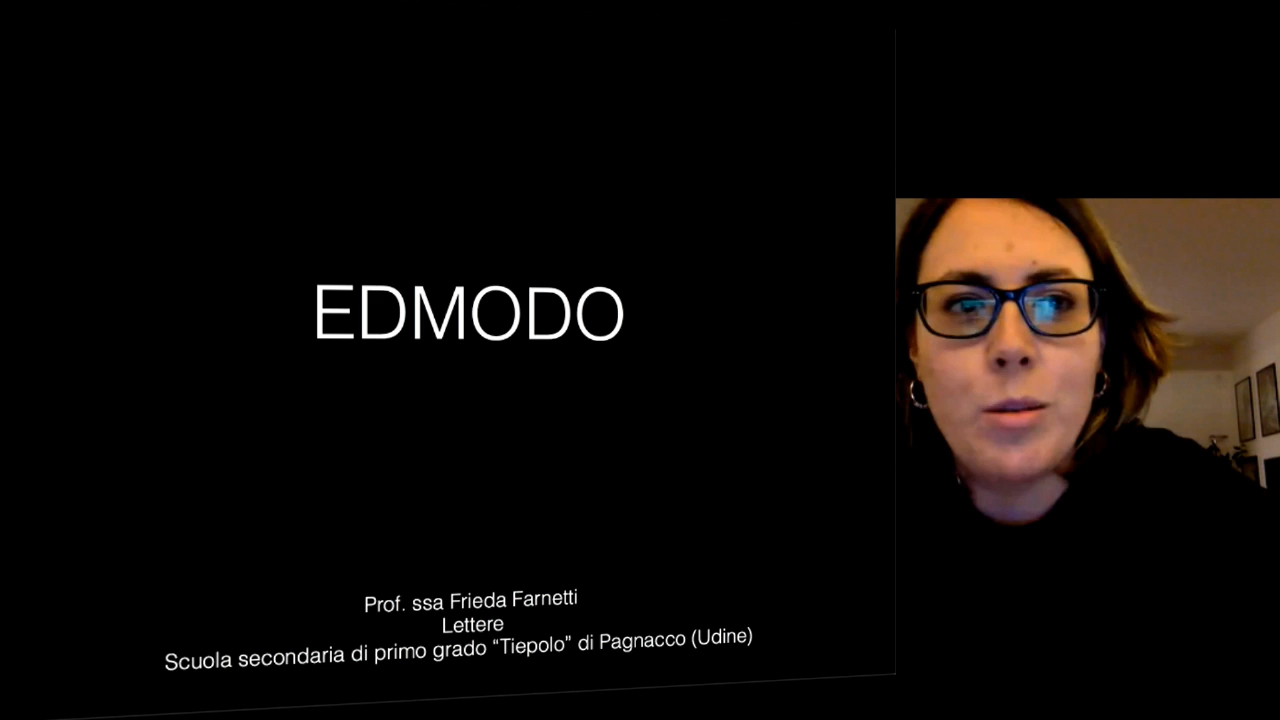 EDMODO
Prof. ssa Frieda Farnetti
Lettere
Scuola secondaria di primo grado “Tiepolo” di Pagnacco (Udine)